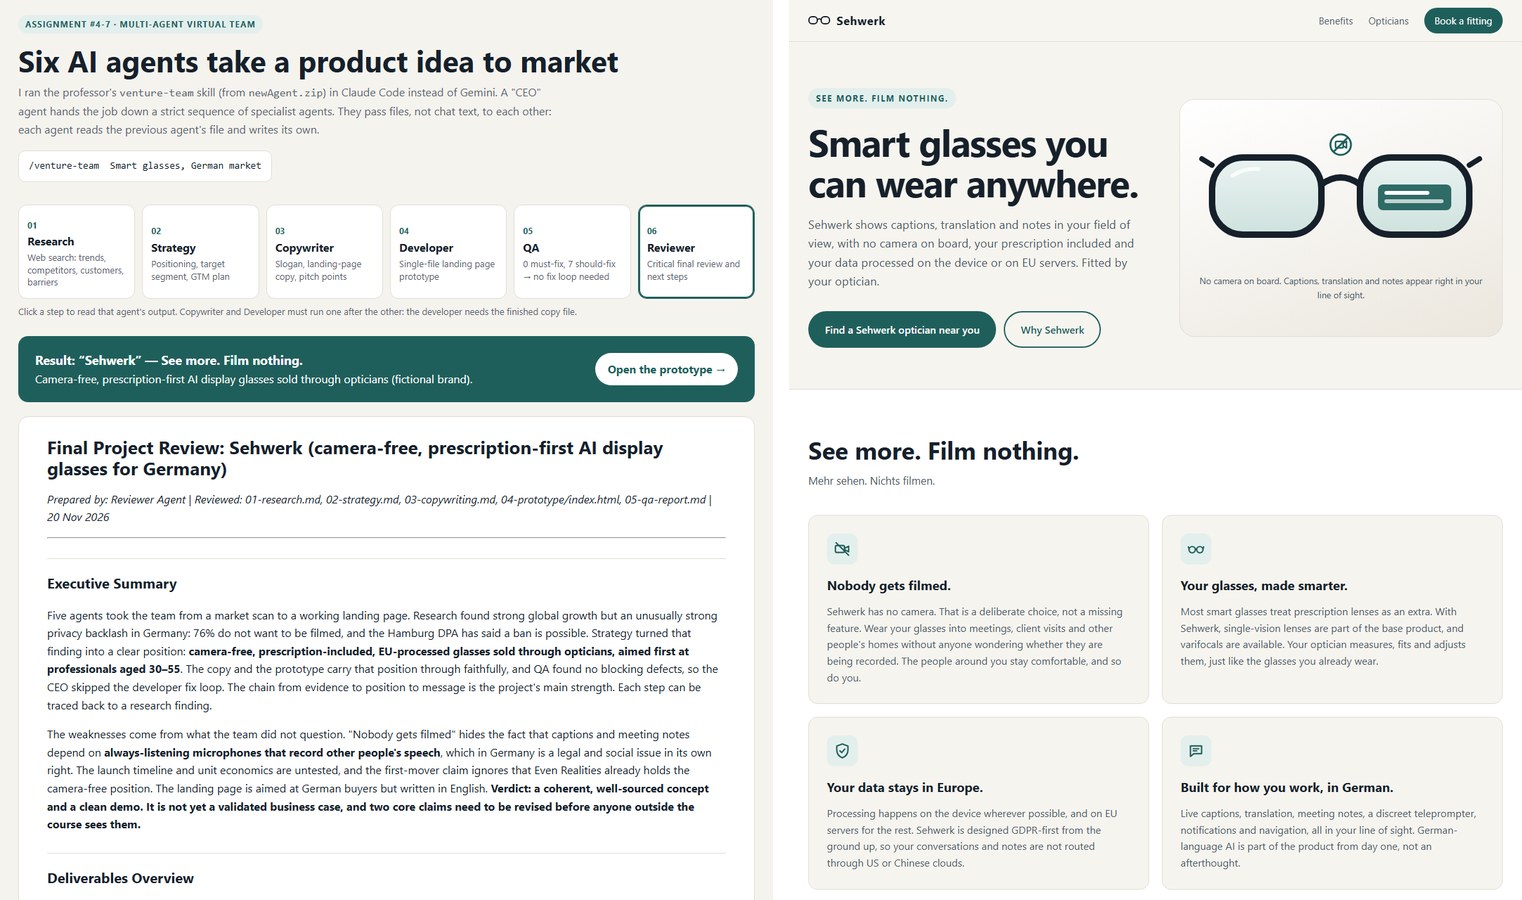 ASSIGNMENT #4-7 · MULTI-AGENT VIRTUAL TEAM
Six AI agents take a product idea to market
I ran the professor's venture-team skill (from newAgent.zip) in Claude Code instead of Gemini. A "CEO"
agent hands the job down a strict sequence of specialist agents. They pass files, not chat text, to each other:
each agent reads the previous agent's file and writes its own.
/venture-team Smart glasses, German market
01
Research
Web search: trends,
competitors, customers,
barriers
02
Strategy
Positioning, target
segment, GTM plan
03
Copywriter
Slogan, landing-page
copy, pitch points
04
Developer
Single-file landing page
prototype
05
QA
0 must-fix, 7 should-fix
→ no fix loop needed
06
Reviewer
Critical final review and
next steps
Click a step to read that agent's output. Copywriter and Developer must run one after the other: the developer needs the finished copy file.
Result: “Sehwerk” — See more. Film nothing.
Camera-free, prescription-first AI display glasses sold through opticians (fictional brand).
Open the prototype →
Final Project Review: Sehwerk (camera-free, prescription-first AI display
glasses for Germany)
Prepared by: Reviewer Agent | Reviewed: 01-research.md, 02-strategy.md, 03-copywriting.md, 04-prototype/index.html, 05-qa-report.md |
20 Nov 2026
Executive Summary
Five agents took the team from a market scan to a working landing page. Research found strong global growth but an unusually strong
privacy backlash in Germany: 76% do not want to be filmed, and the Hamburg DPA has said a ban is possible. Strategy turned that
finding into a clear position: camera-free, prescription-included, EU-processed glasses sold through opticians, aimed first at
professionals aged 30–55. The copy and the prototype carry that position through faithfully, and QA found no blocking defects, so the
CEO skipped the developer fix loop. The chain from evidence to position to message is the project's main strength. Each step can be
traced back to a research finding.
The weaknesses come from what the team did not question. "Nobody gets filmed" hides the fact that captions and meeting notes
depend on always-listening microphones that record other people's speech, which in Germany is a legal and social issue in its own
right. The launch timeline and unit economics are untested, and the first-mover claim ignores that Even Realities already holds the
camera-free position. The landing page is aimed at German buyers but written in English. Verdict: a coherent, well-sourced concept
and a clean demo. It is not yet a validated business case, and two core claims need to be revised before anyone outside the
course sees them.
Deliverables Overview
Sehwerk
Benefits
Opticians
Book a fitting
SEE MORE. FILM NOTHING.
Smart glasses you
can wear anywhere.
Sehwerk shows captions, translation and notes in your field of
view, with no camera on board, your prescription included and
your data processed on the device or on EU servers. Fitted by
your optician.
Find a Sehwerk optician near you
Why Sehwerk
No camera on board. Captions, translation and notes appear right in your
line of sight.
See more. Film nothing.
Mehr sehen. Nichts filmen.
Nobody gets filmed.
Sehwerk has no camera. That is a deliberate choice, not a missing
feature. Wear your glasses into meetings, client visits and other
people's homes without anyone wondering whether they are
being recorded. The people around you stay comfortable, and so
do you.
Your glasses, made smarter.
Most smart glasses treat prescription lenses as an extra. With
Sehwerk, single-vision lenses are part of the base product, and
varifocals are available. Your optician measures, fits and adjusts
them, just like the glasses you already wear.
Your data stays in Europe.
Processing happens on the device wherever possible, and on EU
servers for the rest. Sehwerk is designed GDPR-first from the
ground up, so your conversations and notes are not routed
through US or Chinese clouds.
Built for how you work, in German.
Live captions, translation, meeting notes, a discreet teleprompter,
notifications and navigation, all in your line of sight. German-
language AI is part of the product from day one, not an
afterthought.